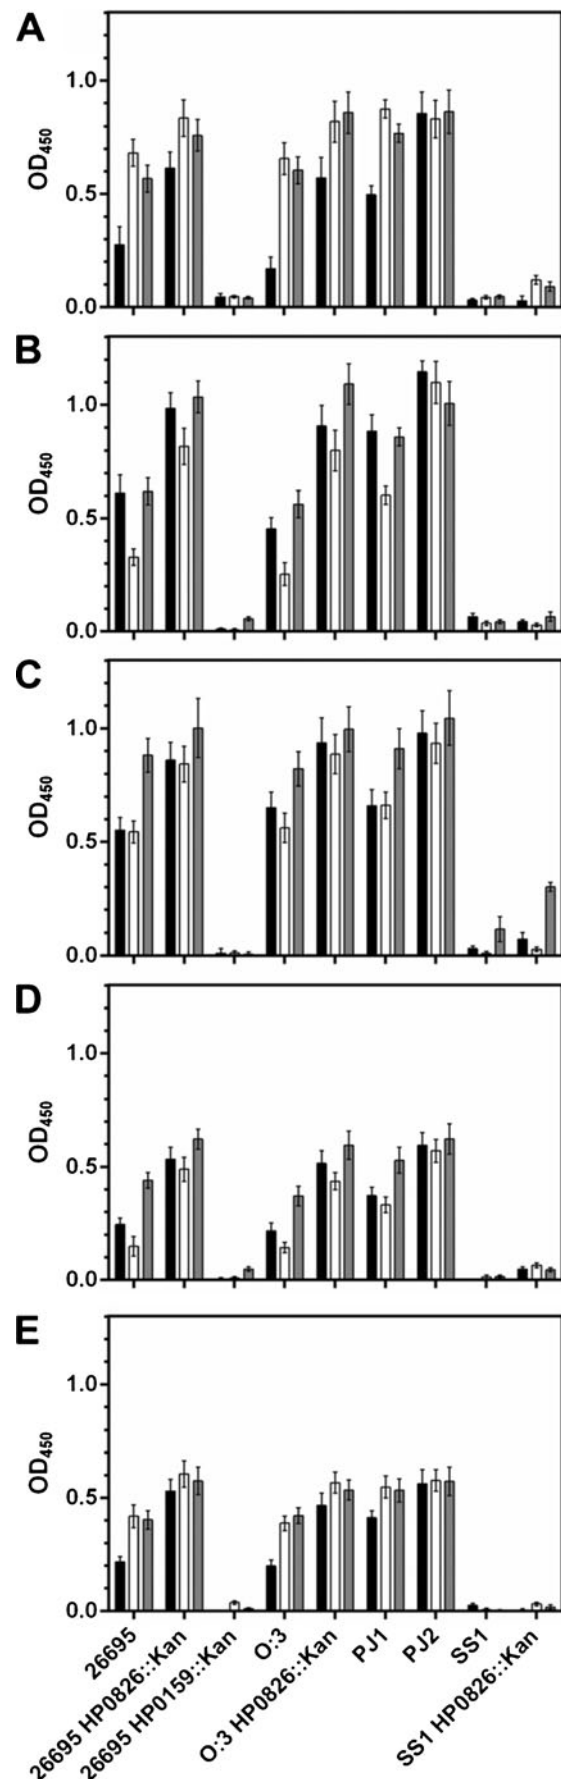 A
OD450
1.0
0.5
0.0
B
OD450
1.0
0.5
0.0
C
OD450
1.0
0.5
0.0
D
OD450
1.0
0.5
0.0
E
OD450
1.0
0.5
0.0
26695
26695 HP0826::Kan
26695 HP0159::Kan
O:3
O:3 HP0826::Kan
PJ1
PJ2
SS1
SS1 HP0826::Kan